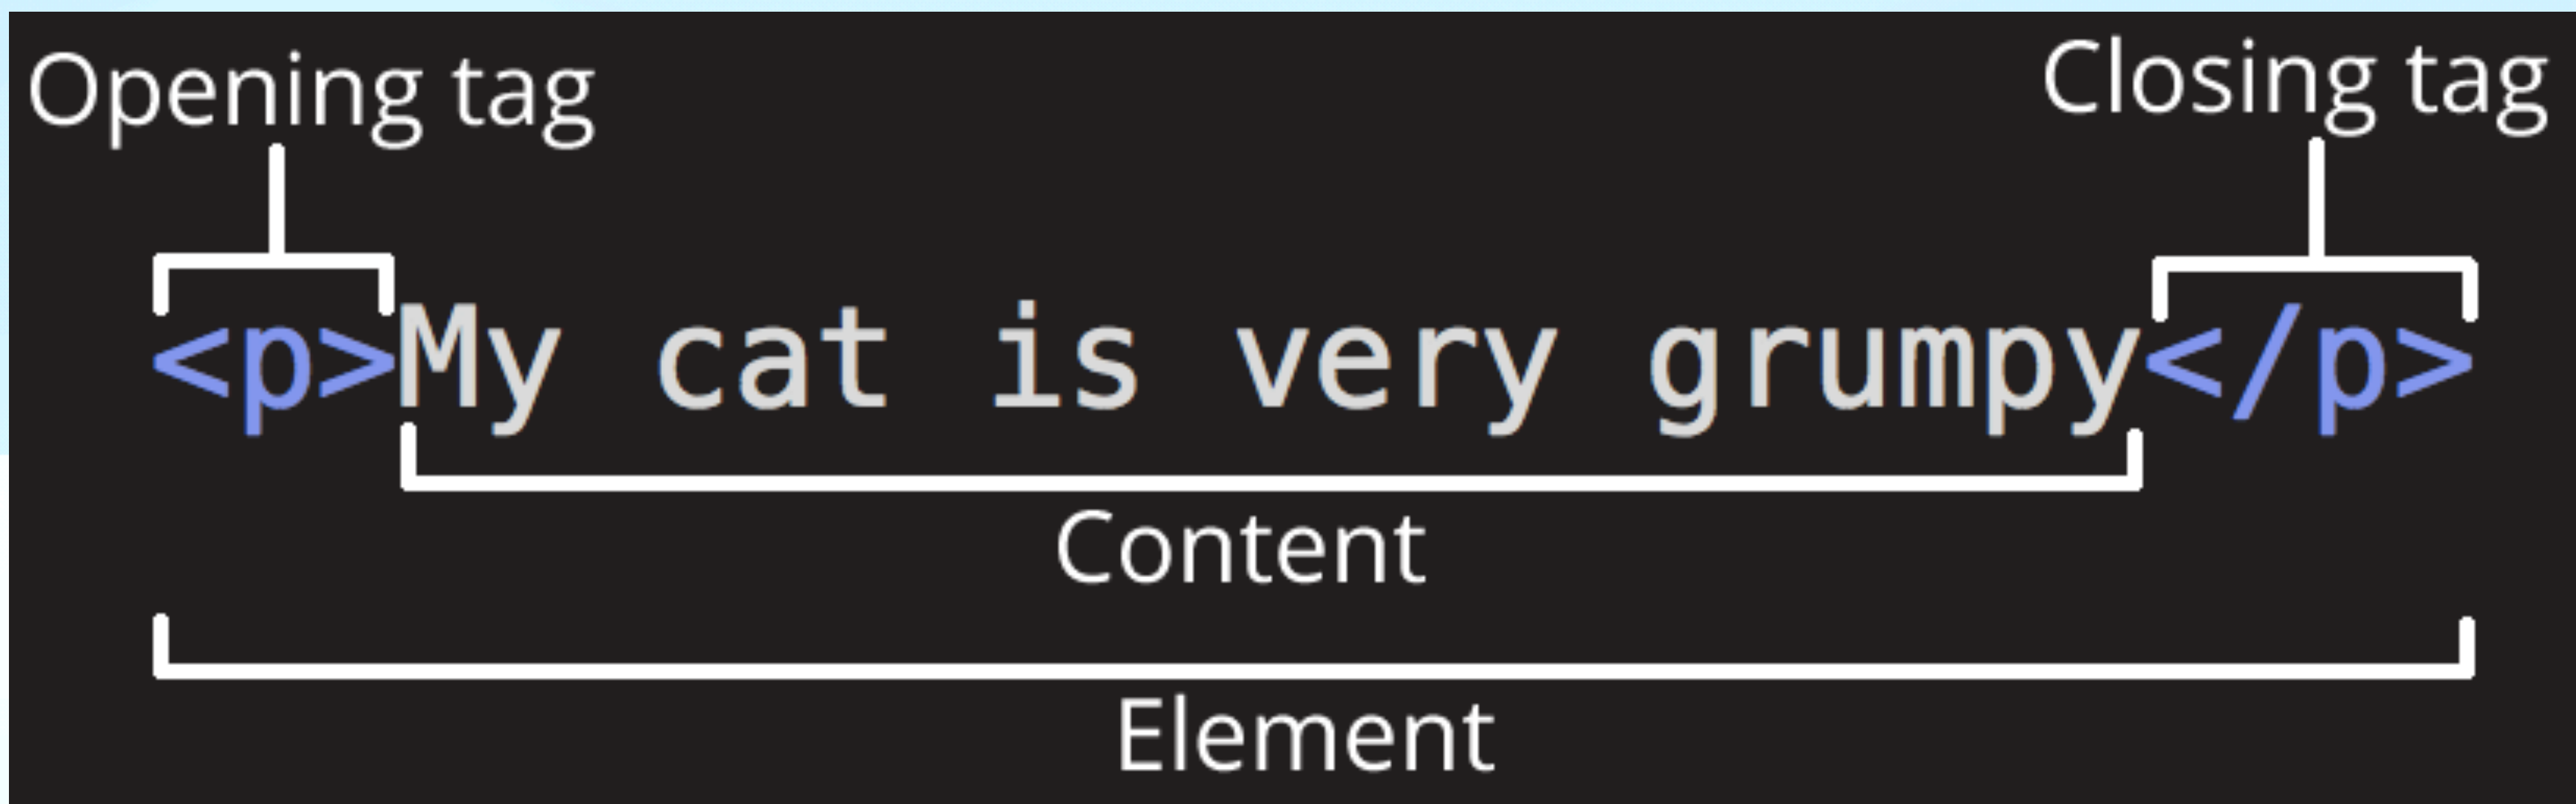 Opening tag
Closing tag
<p>My cat is very grumpy</p>
Content
Element